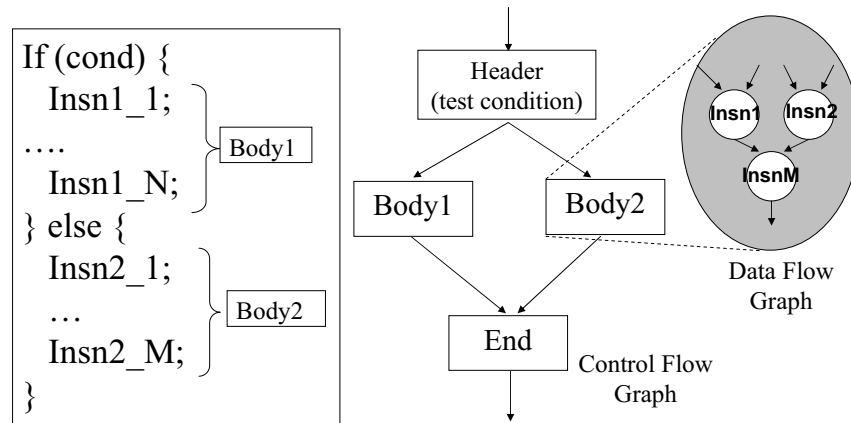 If (cond) {
Insn1_1;
....
Insn1_N;
} else {
Insn2_1;
...
Insn2_M;
}
Body1
Body2
Header
(test condition)
Body1
Body2
End
Control Flow
Graph
Insn1
Insn2
InsnM
Data Flow
Graph